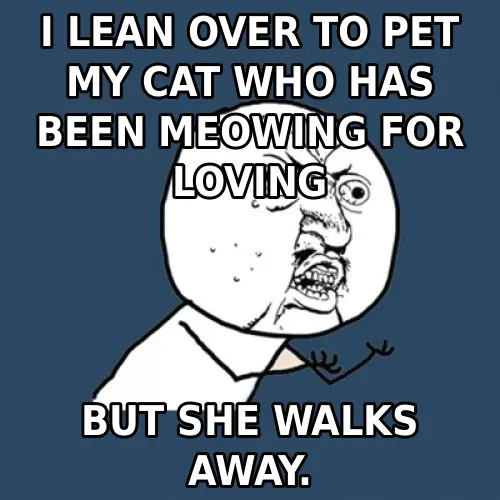 I LEAN OVER TO PET
MY CAT WHO HAS
BEEN MEOWING FOR
LOVING
BUT SHE WALKS
AWAY.